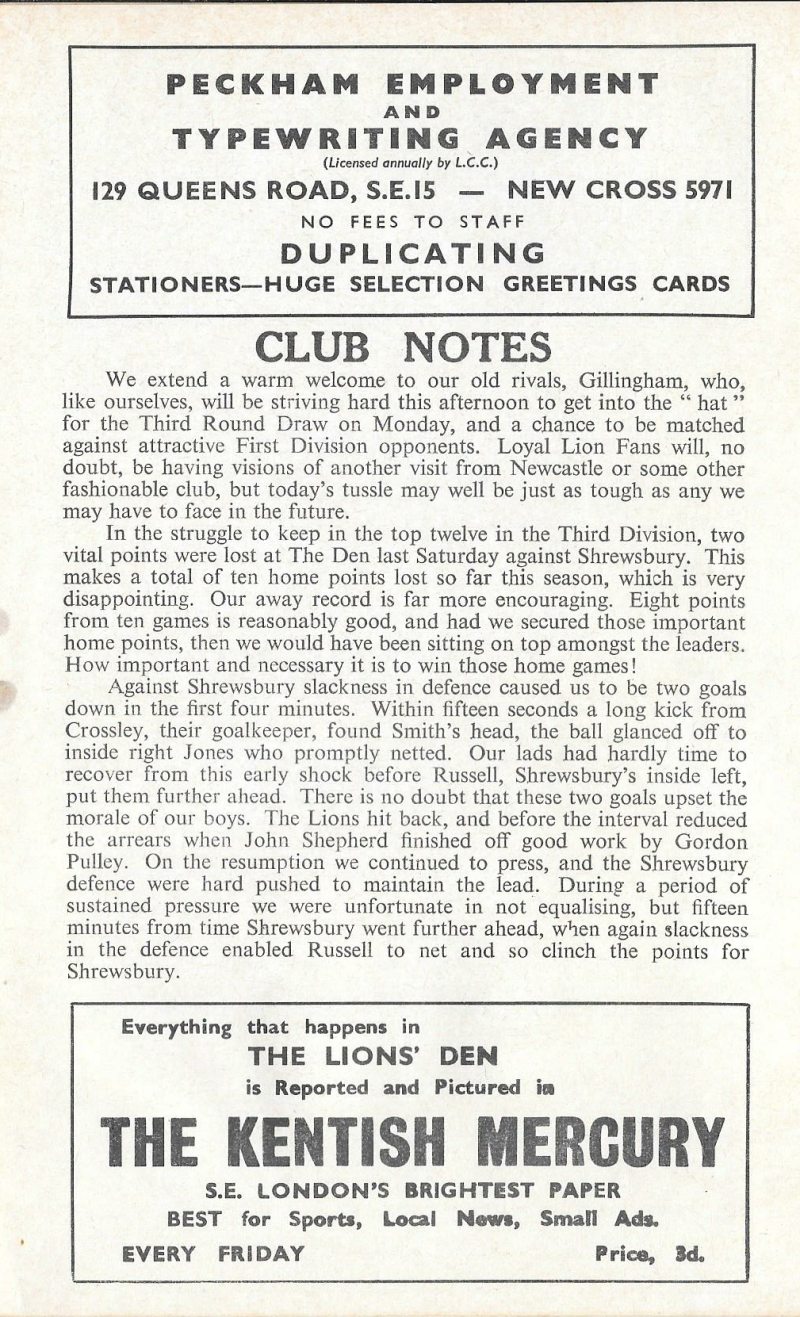 PECKHAM EMPLOYMENT
AND
TYPEWRITING AGENCY
(Licensed annually by L.C.C.)
129 QUEENS ROAD, S.E.15 — NEW CROSS 5971
NO FEES TO STAFF
DUPLICATING
STATIONERS—HUGE SELECTION GREETINGS CARDS
CLUB NOTES
We extend a warm welcome to our old rivals, Gillingham, who,
like ourselves, will be striving hard this afternoon to get into the “ hat ”
for the Third Round Draw on Monday, and a chance to be matched
against attractive First Division opponents. Loyal Lion Fans will, no
doubt, be having visions of another visit from Newcastle or some other
fashionable club, but today's tussle may well be just as tough as any we
may have to face in the future.
In the struggle to keep in the top twelve in the Third Division, two
vital points were lost at The Den last Saturday against Shrewsbury. This
makes a total of ten home points lost so far this season, which is very
disappointing. Our away record is far more encouraging. Eight points
from ten games is reasonably good, and had we secured those important
home points, then we would have been sitting on top amongst the leaders.
How important and necessary it is to win those home games!
Against Shrewsbury slackness in defence caused us to be two goals
down in the first four minutes. Within fifteen seconds a long kick from
Crossley, their goalkeeper, found Smith's head, the ball glanced off to
inside right Jones who promptly netted. Our lads had hardly time to
recover from this early shock before Russell, Shrewsbury's inside left,
put them further ahead. There is no doubt that these two goals upset the
morale of our boys. The Lions hit back, and before the interval reduced
the arrears when John Shepherd finished off good work by Gordon
Pulley. On the resumption we continued to press, and the Shrewsbury
defence were hard pushed to maintain the lead. During a period of
sustained pressure we were unfortunate in not equalising, but fifteen
minutes from time Shrewsbury went further ahead, when again slackness
in the defence enabled Russell to net and so clinch the points for
Shrewsbury.
Everything that happens in
THE LIONS' DEN
is Reported and Pictured in
THE KENTISH MERCURY
S.E. LONDON'S BRIGHTEST PAPER
BEST for Sports, Local News, Small Ads.
EVERY FRIDAY Price, 3d.